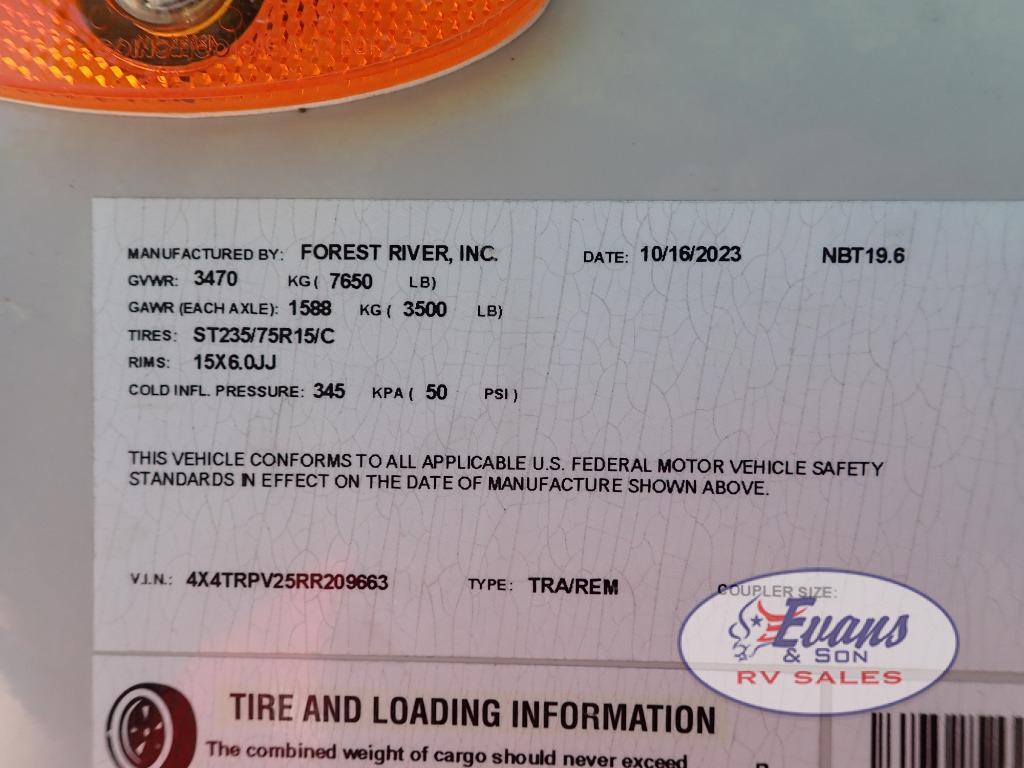 MANUFACTURED BY: FOREST RIVER, INC. DATE: 10/16/2023 NBT19.6
GVWR: 3470 KG ( 7650 LB)
GAWR (EACH AXLE): 1588 KG ( 3500 LB)
TIRES: ST235/75R15/C
RIMS: 15X6.0JJ
COLD INFL. PRESSURE: 345 KPA ( 50 PSI )
THIS VEHICLE CONFORMS TO ALL APPLICABLE U.S. FEDERAL MOTOR VEHICLE SAFETY
STANDARDS IN EFFECT ON THE DATE OF MANUFACTURE SHOWN ABOVE.
V.I.N.: 4X4TRPV25RR209663 TYPE: TRA/REM COUPLER SIZE:
Evans
& SON
RV SALES
TIRE AND LOADING INFORMATION
The combined weight of cargo should never exceed